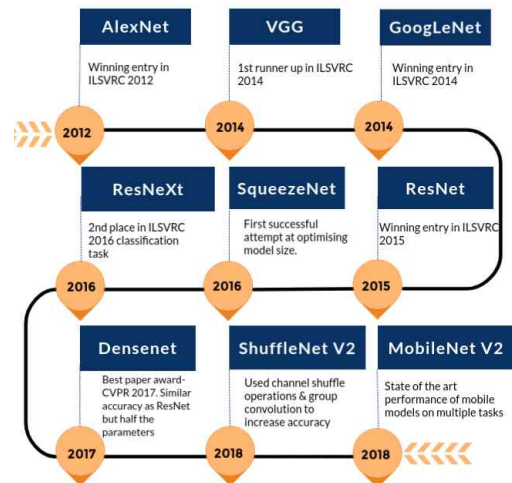 AlexNet
Winning entry in
ILSVRC 2012
2012
VGG
1st runner up in ILSVRC
2014
2014
GoogLeNet
Winning entry in
ILSVRC 2014
2014
ResNeXt
2nd place in ILSVRC
2016 classification
task
2016
SqueezeNet
First successful
attempt at optimising
model size.
2016
ResNet
Winning entry in ILSVRC
2015
2015
Densenet
Best paper award-
CVPR 2017. Similar
accuracy as ResNet
but half the
parameters
2017
ShuffleNet V2
Used channel shuffle
operations & group
convolution to
increase accuracy
2018
MobileNet V2
State of the art
performance of mobile
models on multiple tasks
2018